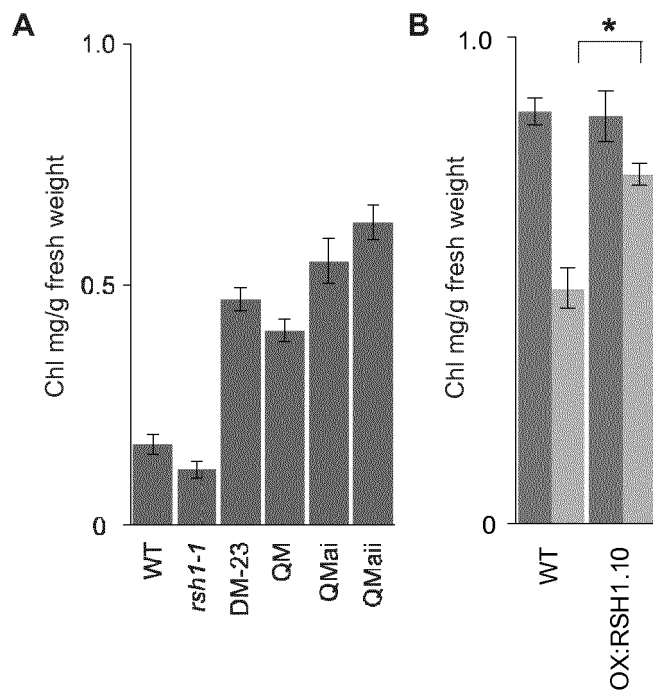 A
B
1.0
0.5
0
Chl mg/g fresh weight
WT
rsh1-1
DM-23
QM
QMai
QMaii
1.0
0
Chl mg/g fresh weight
*
WT
OX:RSH1.10